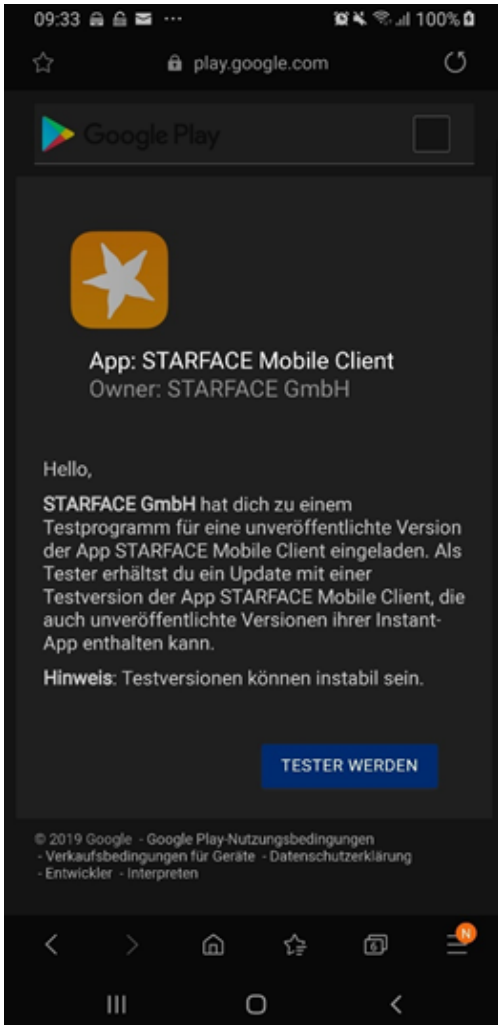 09:33 100%
play.google.com
Google Play
App: STARFACE Mobile Client
Owner: STARFACE GmbH
Hello,
STARFACE GmbH hat dich zu einem
Testprogramm für eine unveröffentlichte Version
der App STARFACE Mobile Client eingeladen. Als
Tester erhältst du ein Update mit einer
Testversion der App STARFACE Mobile Client, die
auch unveröffentlichte Versionen ihrer Instant-
App enthalten kann.
Hinweis: Testversionen können instabil sein.
TESTER WERDEN
© 2019 Google - Google Play-Nutzungsbedingungen
- Verkaufsbedingungen für Geräte - Datenschutzerklärung
- Entwickler - Interpreten
6 N